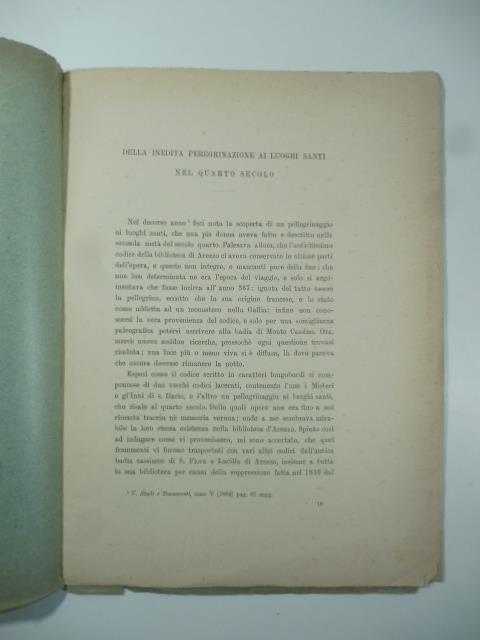 DELLA INEDITA PEREGRINAZIONE AI LUOGHI SANTI
NEL QUARTO SECOLO
Nel decorso anno ¹ feci nota la scoperta di un pellegrinaggio
ai luoghi santi, che una pia donna aveva fatto e descritto nella
seconda metà del secolo quarto. Palesava allora, che l'antichissimo
codice della biblioteca di Arezzo ci aveva conservate le ultime parti
dell'opera, e queste non integre, e mancanti pure della fine: che
non ben determinata ne era l'epoca del viaggio, e solo si argo-
mentava che fosse incirca all'anno 367: ignota del tutto essere
la pellegrina, eccetto che la sua origine francese, e lo stato
come addetta ad un monastero nella Gallia: infine non cono-
scersi la vera provenienza del codice, e solo per una somiglianza
paleografica potersi ascrivere alla badia di Monte Cassino. Ora,
mercè nuove assidue ricerche, pressochè ogni questione trovasi
risoluta; una luce più o meno viva si è diffusa, là dove pareva
che oscura dovesse rimanere la notte.
Esposi come il codice scritto in caratteri longobardi si com-
ponesse di due vecchi codici lacerati, contenente l'uno i Misteri
e gl'Inni di s. Ilario, e l'altro un pellegrinaggio ai luoghi santi,
che risale al quarto secolo. Delle quali opere non era fino a noi
rimasta traccia nè memoria veruna; onde a me sembrava mira-
bile la loro stessa esistenza nella biblioteca d'Arezzo. Spinto così
ad indagare come vi provenissero, mi sono accertato, che quei
frammenti vi furono trasportati con vari altri codici dall'antica
badia cassinese di S. Flora e Lucilla di Arezzo, insieme a tutta
la sua biblioteca per causa della soppressione fatta nel 1810 dal
¹ V. Studi e Documenti, anno V (1884) pag. 81 segg.
10